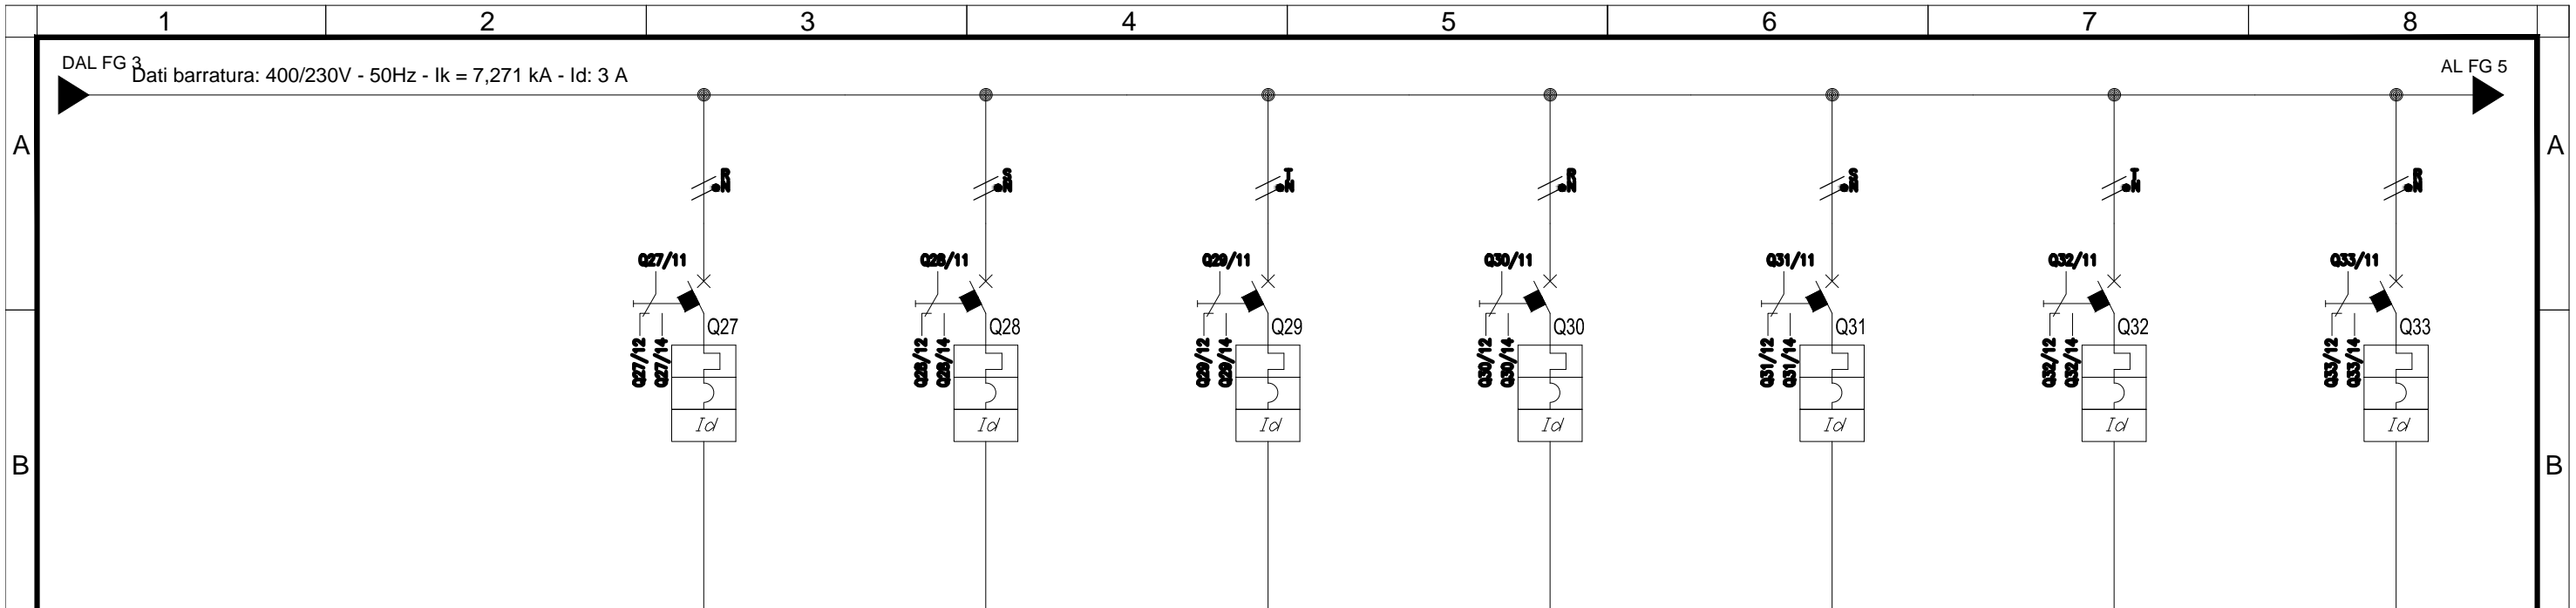 1 2 3 4 5 6 7 8
DAL FG 3
Dati barratura: 400/230V - 50Hz - Ik = 7,271 kA - Id: 3 A
AL FG 5
A A
R S T R S T R
N N N N N N N
Q27/11 Q28/11 Q29/11 Q30/11 Q31/11 Q32/11 Q33/11
Q27 Q28 Q29 Q30 Q31 Q32 Q33
Q27/12 Q27/14 Q28/12 Q28/14 Q29/12 Q29/14 Q30/12 Q30/14 Q31/12 Q31/14 Q32/12 Q32/14 Q33/12 Q33/14
Id Id Id Id Id Id Id
B B